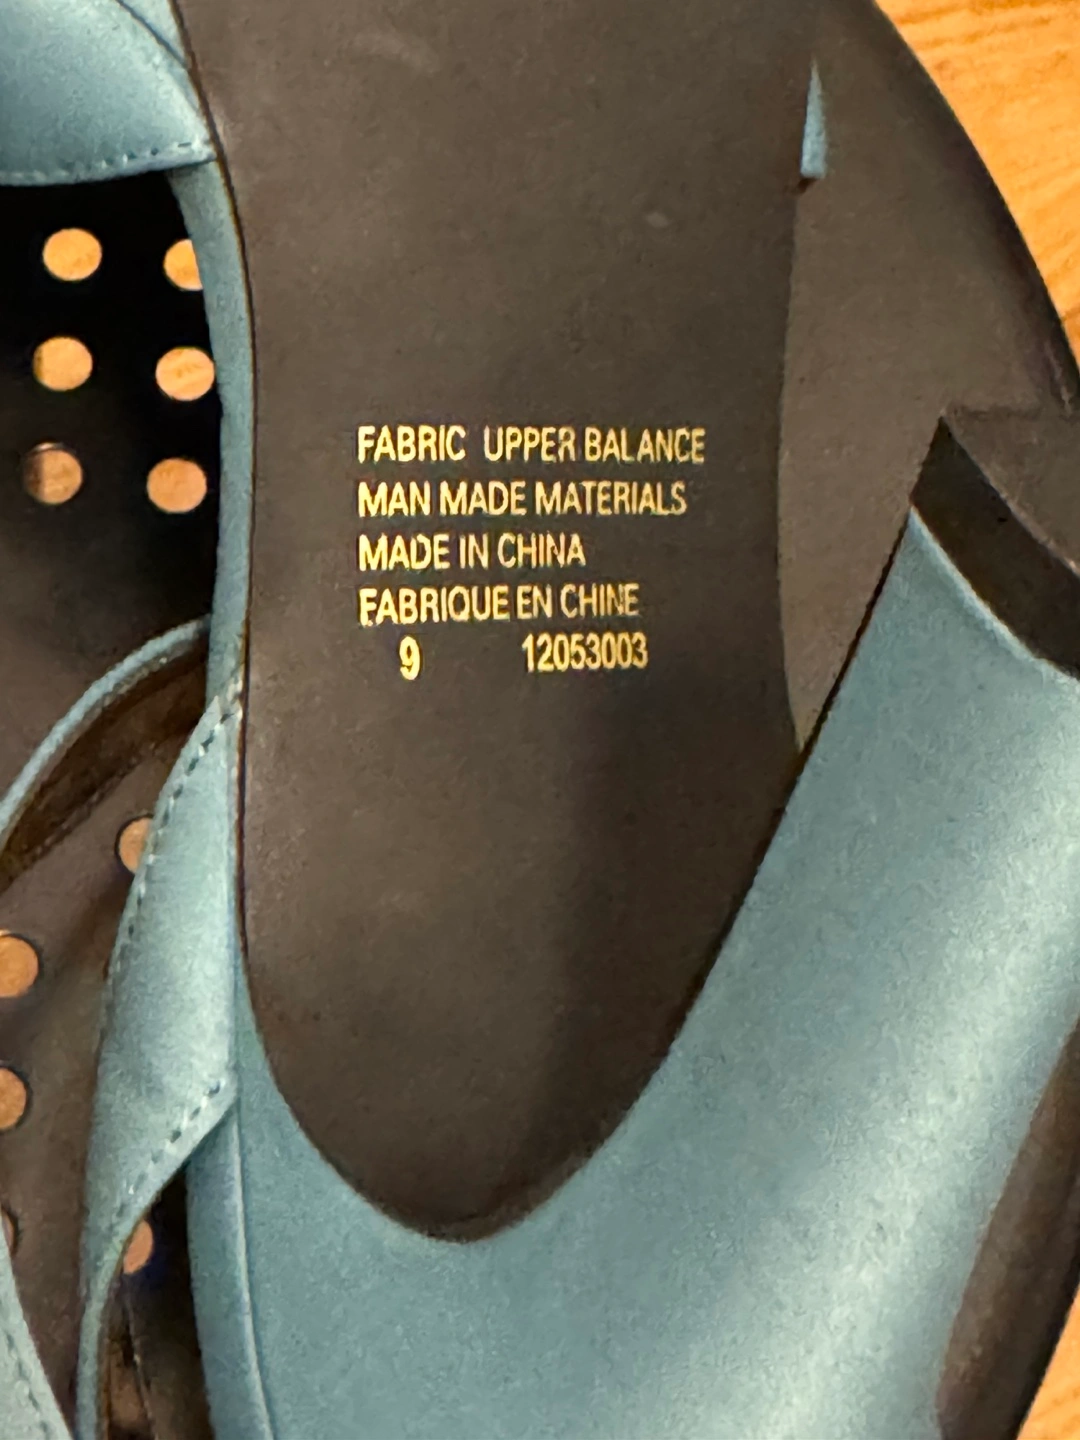 FABRIC UPPER BALANCE
MAN MADE MATERIALS
MADE IN CHINA
FABRIQUE EN CHINE
9 12053003